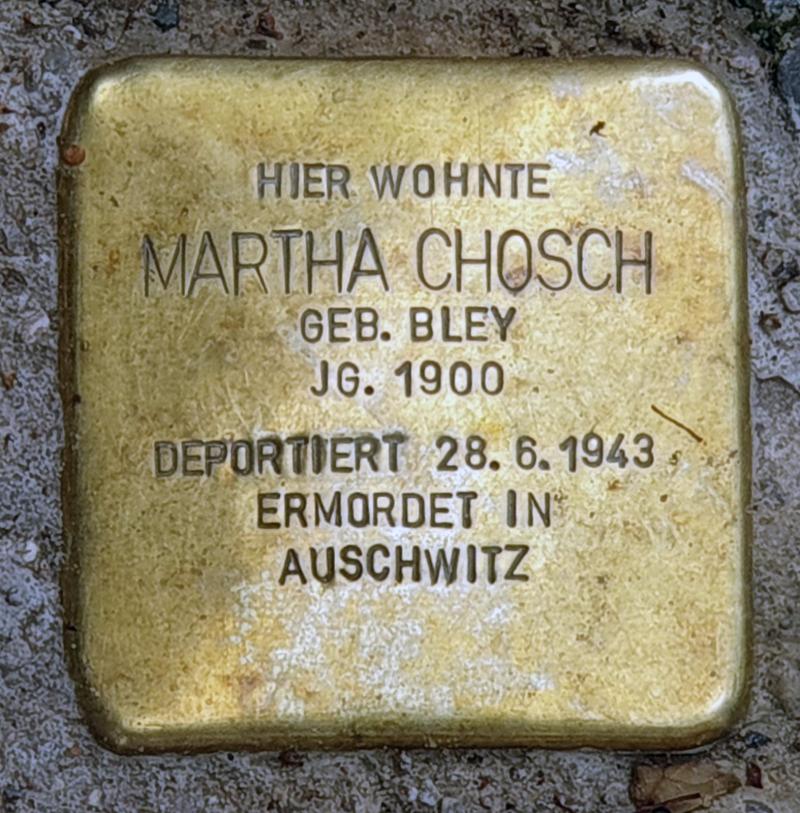 HIER WOHNTE
MARTHA CHOSCH
GEB. BLEY
JG. 1900
DEPORTIERT 28.6.1943
ERMORDET IN
AUSCHWITZ